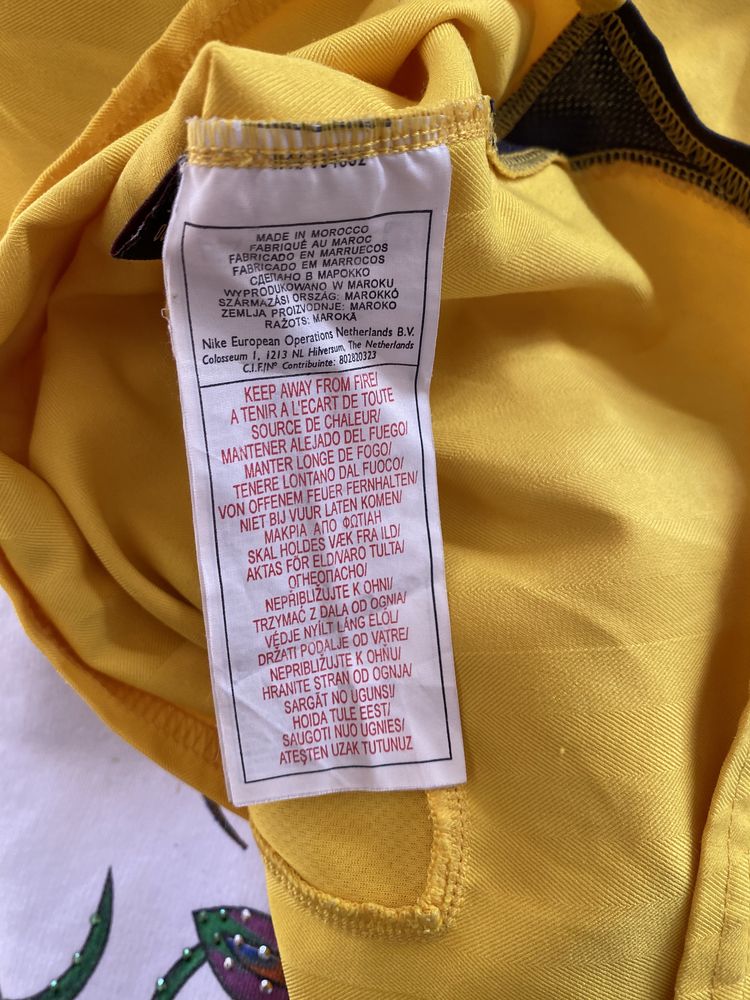 MADE IN MOROCCO
FABRIQUÉ AU MAROC
FABRICADO EN MARRUECOS
FABRICADO EM MARROCOS
СДЕЛАНО В МАРОККО
WYPRODUKOWANO W MAROKU
SZÁRMAZÁSI ORSZÁG: MAROKKÓ
ZEMLJA PROIZVODNJE: MAROKO
RAŽOTS: MAROKĀ
Nike European Operations Netherlands B.V.
Colosseum 1, 1213 NL Hilversum, The Netherlands
C.I.F/Nº Contribuinte: 802820323
KEEP AWAY FROM FIRE/
A TENIR A L'ECART DE TOUTE
SOURCE DE CHALEUR/
MANTENER ALEJADO DEL FUEGO/
MANTER LONGE DE FOGO/
TENERE LONTANO DAL FUOCO/
VON OFFENEM FEUER FERNHALTEN/
NIET BIJ VUUR LATEN KOMEN/
ΜΑΚΡΙΑ ΑΠΟ ΦΩΤΙΑΗ
SKAL HOLDES VÆK FRA ILD/
AKTAS FÖR ELD/VARO TULTA/
ОГНЕОПАСНО/
NEPŘIBLIŽUJTE K OHNI/
TRZYMAĆ Z DALA OD OGNIA/
VÉDJE NYÍLT LÁNG ELŐL/
DRŽATI PODALJE OD VATRE/
NEPRIBLIŽUJTE K OHŇU/
HRANITE STRAN OD OGNJA/
SARGĀT NO UGUNS/
HOIDA TULE EEST/
SAUGOTI NUO UGNIES/
ATEŞTEN UZAK TUTUNUZ